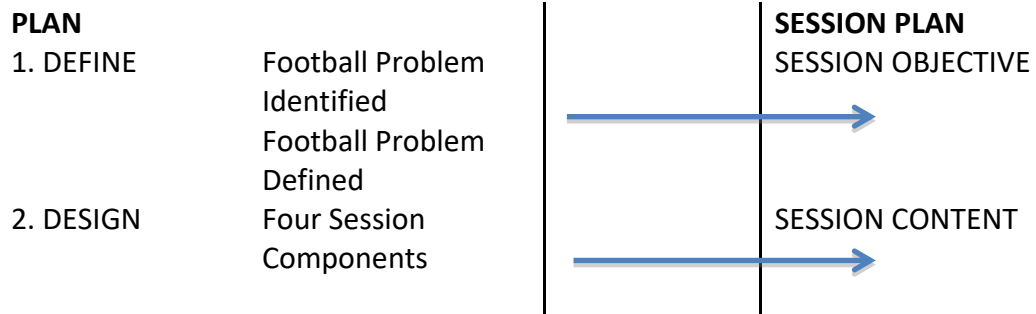 PLAN SESSION PLAN
1. DEFINE Football Problem SESSION OBJECTIVE
Identified
Football Problem
Defined
2. DESIGN Four Session SESSION CONTENT
Components